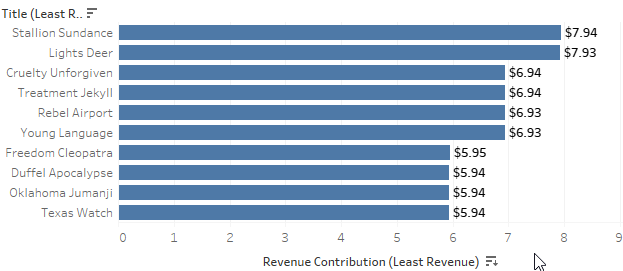 Title (Least R..
Stallion Sundance $7.94
Lights Deer $7.93
Cruelty Unforgiven $6.94
Treatment Jekyll $6.94
Rebel Airport $6.93
Young Language $6.93
Freedom Cleopatra $5.95
Duffel Apocalypse $5.94
Oklahoma Jumanji $5.94
Texas Watch $5.94
0 1 2 3 4 5 6 7 8 9
Revenue Contribution (Least Revenue)